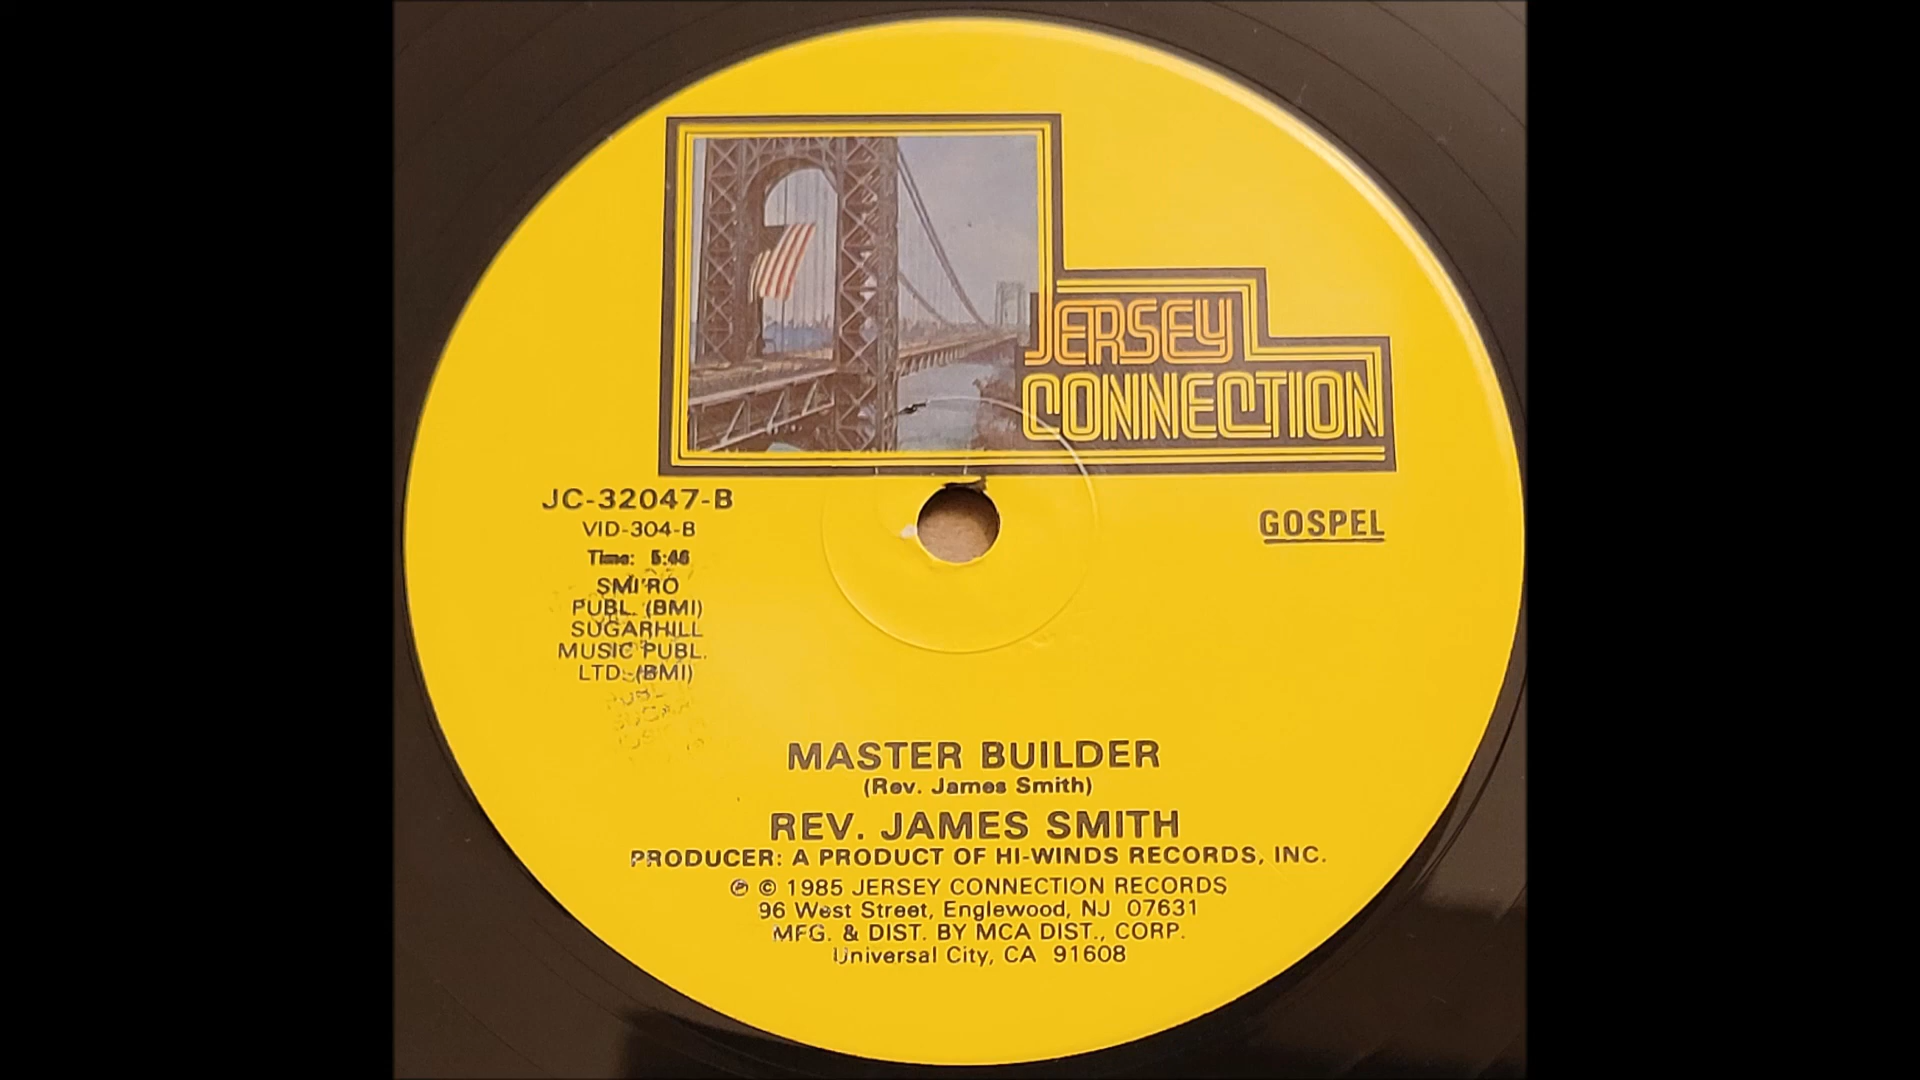 JERSEY
CONNECTION
JC-32047-B
VID-304-B
Time: 5:46
SMI'RO
PUBL. (BMI)
SUGARHILL
MUSIC PUBL.
LTD. (BMI)
GOSPEL
MASTER BUILDER
(Rev. James Smith)
REV. JAMES SMITH
PRODUCER: A PRODUCT OF HI-WINDS RECORDS, INC.
℗ © 1985 JERSEY CONNECTION RECORDS
96 West Street, Englewood, NJ 07631
MFG. & DIST. BY MCA DIST., CORP.
Universal City, CA 91608